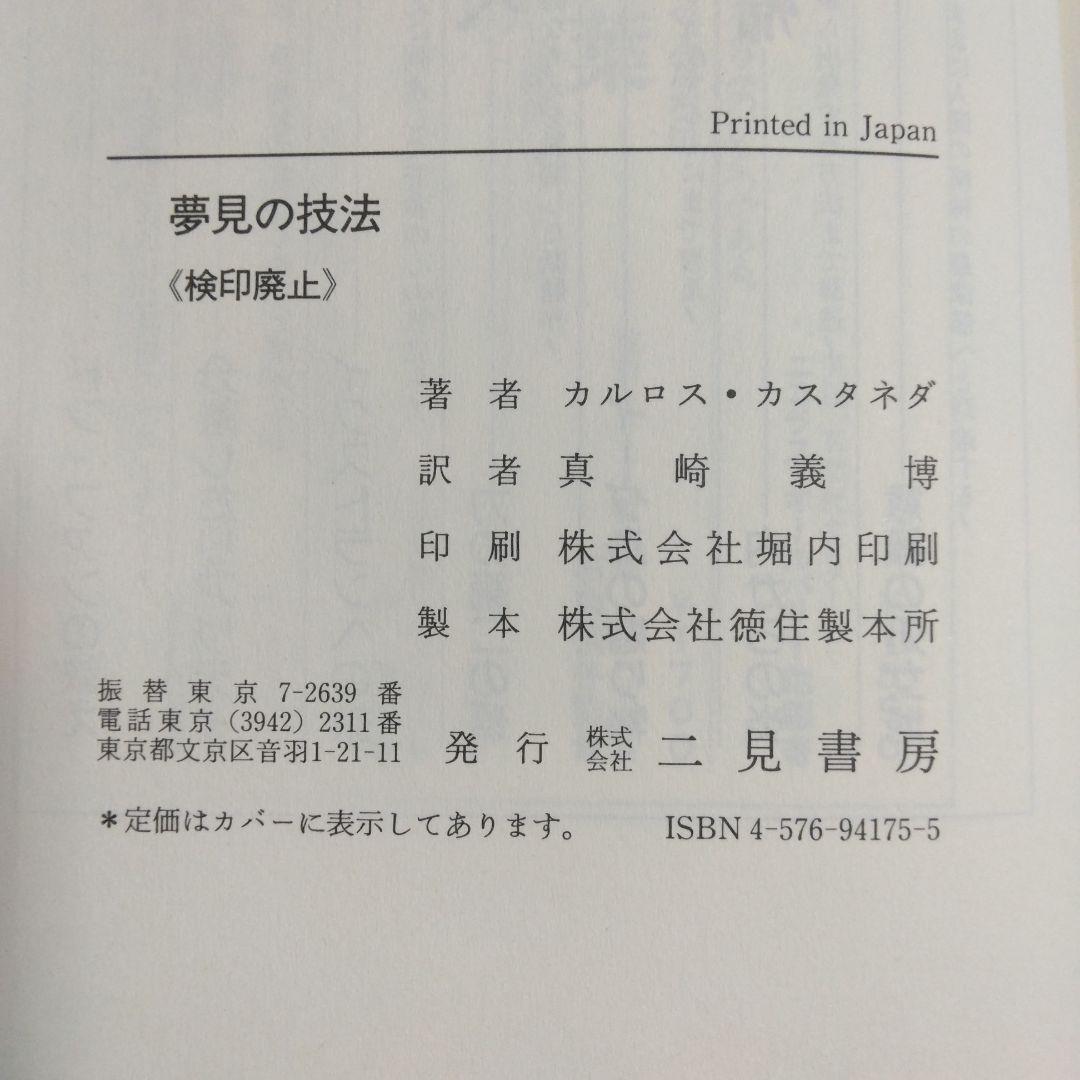 Printed in Japan
夢見の技法
《検印廃止》
著者 カルロス・カスタネダ
訳者 真崎義博
印刷 株式会社堀内印刷
製本 株式会社徳住製本所
振替東京 7-2639 番
電話東京 (3942) 2311番
東京都文京区音羽1-21-11
発行 株式会社 二見書房
*定価はカバーに表示してあります。 ISBN 4-576-94175-5